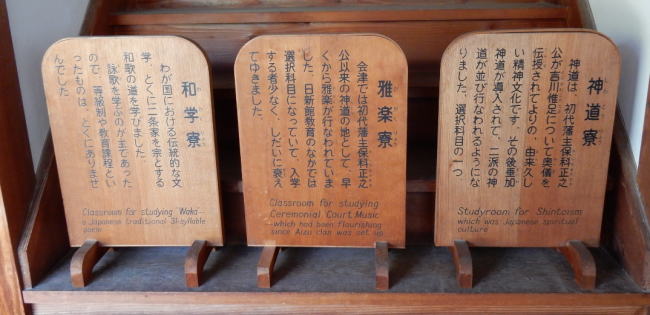 神道寮
神道は、初代藩主保科正之
公が吉川惟足について奥儀を
伝授されてよりの、由来久し
い精神文化です。その後垂加
神道が導入されて、二派の神
道が並び行なわれるようにな
りました。選択科目の一つ
Studyroom for Shintoism
which was Japanese spiritual
culture
雅楽寮
会津では初代藩主保科正之
公以来の神道の地として、早
くから雅楽が行なわれていま
した。日新館教育のなかでは
選択科目になっていて、入学
する者少なく、しだいに衰え
てゆきました。
Classroom for studying
Ceremonial Court Music
—which had been flourishing
since Aizu clan was set up
和学寮
わが国における伝統的な文
学、とくに二条家を宗とする
和歌の道を学びました。
詠歌を学ぶのが主であった
ので、等級制や教育課程とい
ったものは、とくにありませ
んでした
Classroom for studying Waka—
a Japanese traditional 31-syllable
poem